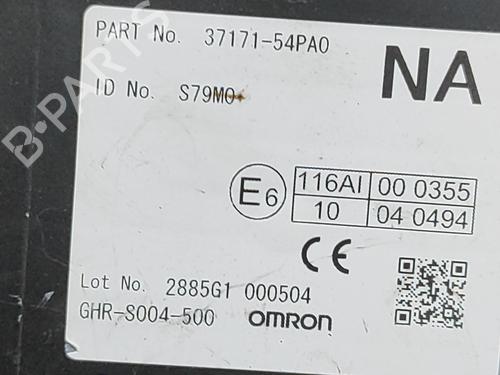 PART No. 37171-54PA0
NA
ID No. S79M0
E6
116AI 00 0355
10 04 0494
CE
Lot No. 2885G1 000504
GHR-S004-500 OMRON
B-Parts